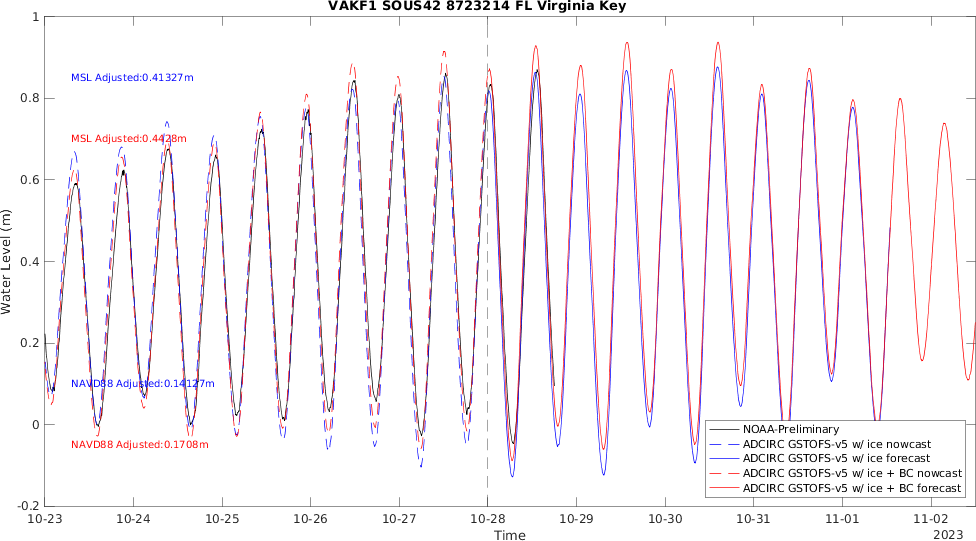 VAKF1 SOUS42 8723214 FL Virginia Key
1
0.8
0.6
0.4
0.2
0
-0.2
Water Level (m)
MSL Adjusted:0.41327m
MSL Adjusted:0.4428m
NAVD88 Adjusted:0.14127m
NAVD88 Adjusted:0.1708m
NOAA-Preliminary
ADCIRC GSTOFS-v5 w/ ice nowcast
ADCIRC GSTOFS-v5 w/ ice forecast
ADCIRC GSTOFS-v5 w/ ice + BC nowcast
ADCIRC GSTOFS-v5 w/ ice + BC forecast
10-23 10-24 10-25 10-26 10-27 10-28 10-29 10-30 10-31 11-01 11-02
Time
2023